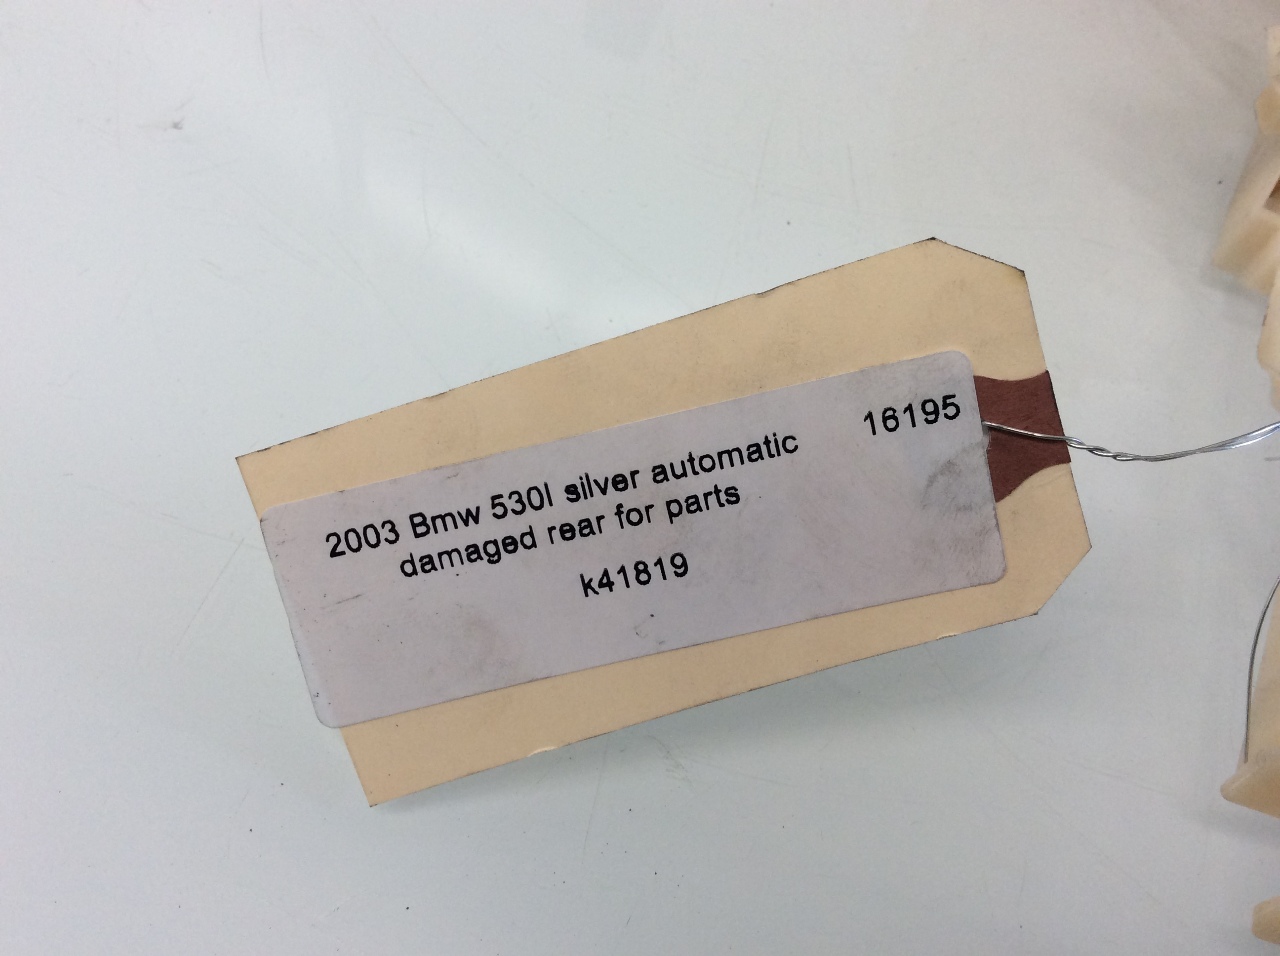 16195
2003 Bmw 530I silver automatic
damaged rear for parts
k41819